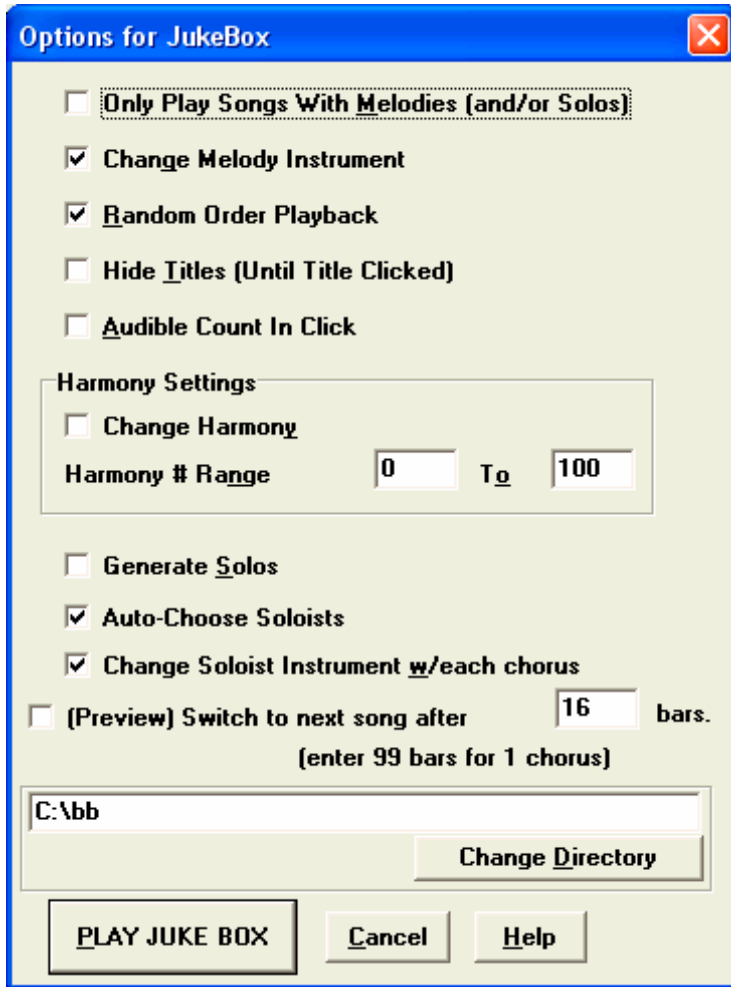 Options for JukeBox
Only Play Songs With Melodies (and/or Solos)
Change Melody Instrument
Random Order Playback
Hide Titles (Until Title Clicked)
Audible Count In Click
Harmony Settings
Change Harmony
Harmony # Range 0 To 100
Generate Solos
Auto-Choose Soloists
Change Soloist Instrument w/each chorus
(Preview) Switch to next song after 16 bars.
(enter 99 bars for 1 chorus)
C:\bb
Change Directory
PLAY JUKE BOX Cancel Help